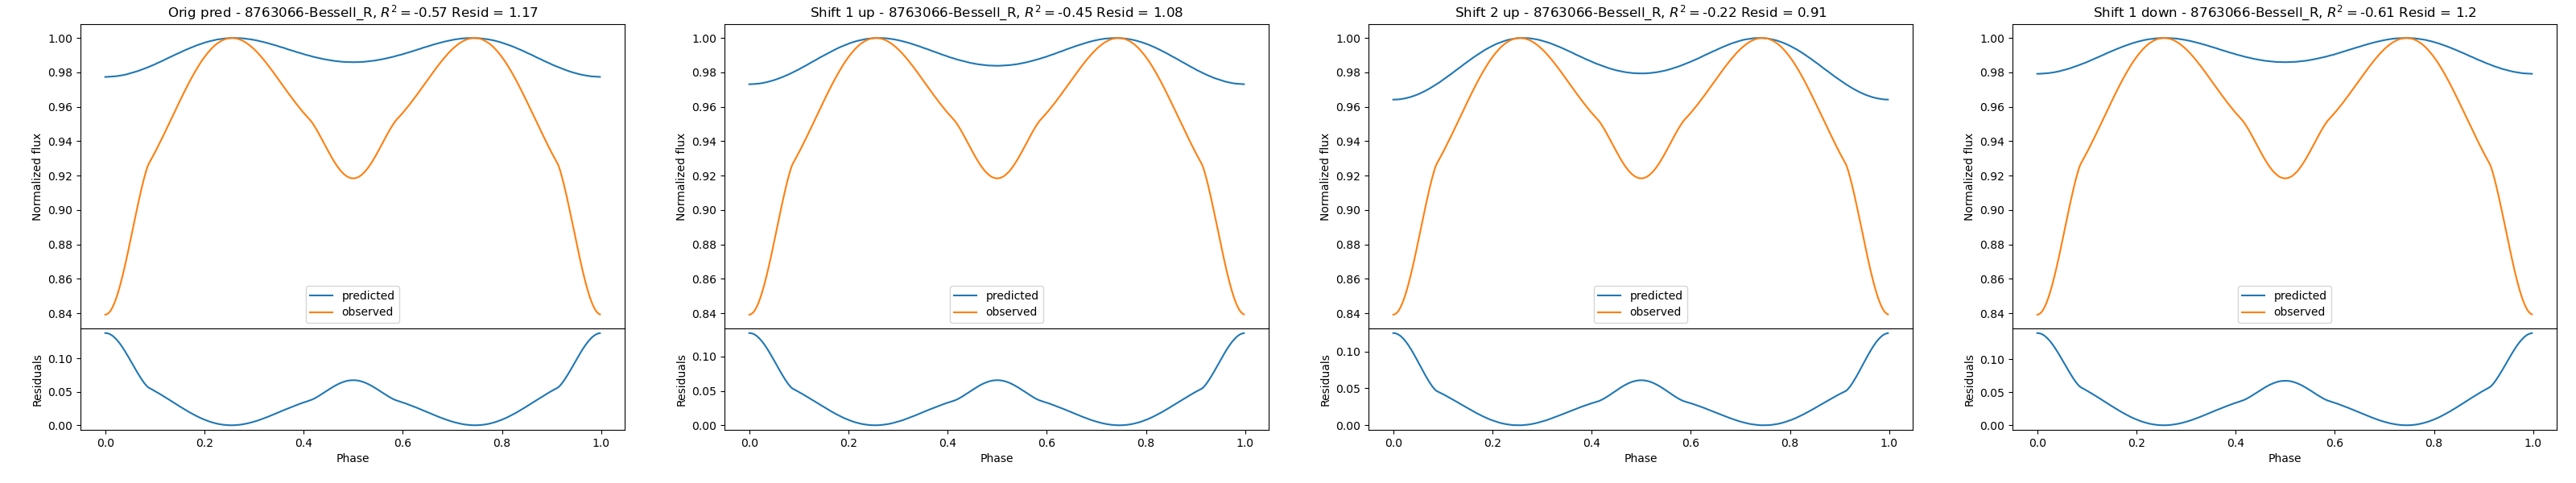 Orig pred - 8763066-Bessell_R, R² = -0.57 Resid = 1.17
1.00
0.98
0.96
0.94
0.92
0.90
0.88
0.86
0.84
Normalized flux
predicted
observed
0.10
0.05
0.00
Residuals
0.0 0.2 0.4 0.6 0.8 1.0
Phase
Shift 1 up - 8763066-Bessell_R, R² = -0.45 Resid = 1.08
1.00
0.98
0.96
0.94
0.92
0.90
0.88
0.86
0.84
Normalized flux
predicted
observed
0.10
0.05
0.00
Residuals
0.0 0.2 0.4 0.6 0.8 1.0
Phase
Shift 2 up - 8763066-Bessell_R, R² = -0.22 Resid = 0.91
1.00
0.98
0.96
0.94
0.92
0.90
0.88
0.86
0.84
Normalized flux
predicted
observed
0.10
0.05
0.00
Residuals
0.0 0.2 0.4 0.6 0.8 1.0
Phase
Shift 1 down - 8763066-Bessell_R, R² = -0.61 Resid = 1.2
1.00
0.98
0.96
0.94
0.92
0.90
0.88
0.86
0.84
Normalized flux
predicted
observed
0.10
0.05
0.00
Residuals
0.0 0.2 0.4 0.6 0.8 1.0
Phase